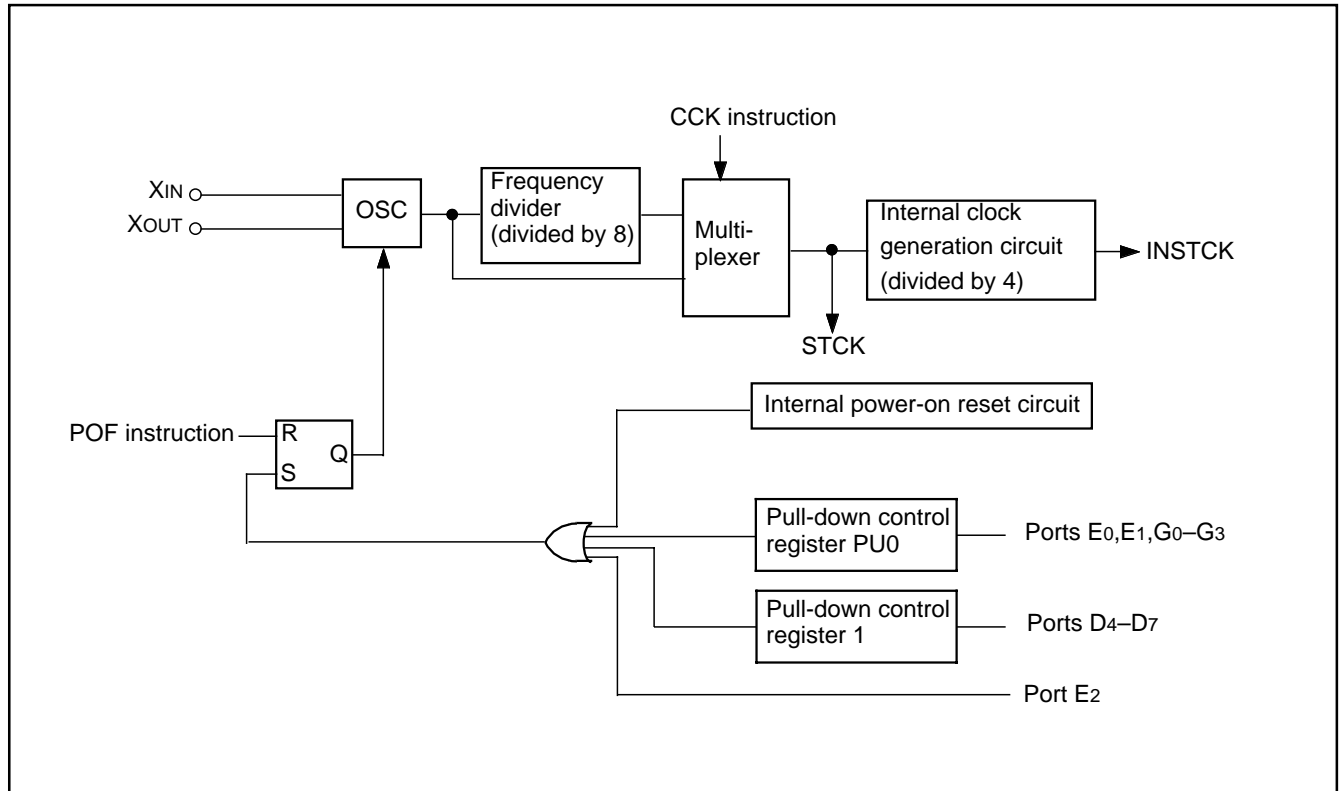 CCK instruction
XIN
XOUT
OSC
Frequency
divider
(divided by 8)
Multi-
plexer
Internal clock
generation circuit
(divided by 4)
INSTCK
STCK
Internal power-on reset circuit
POF instruction
R
S
Q
Pull-down control
register PU0
Ports E0,E1,G0–G3
Pull-down control
register 1
Ports D4–D7
Port E2